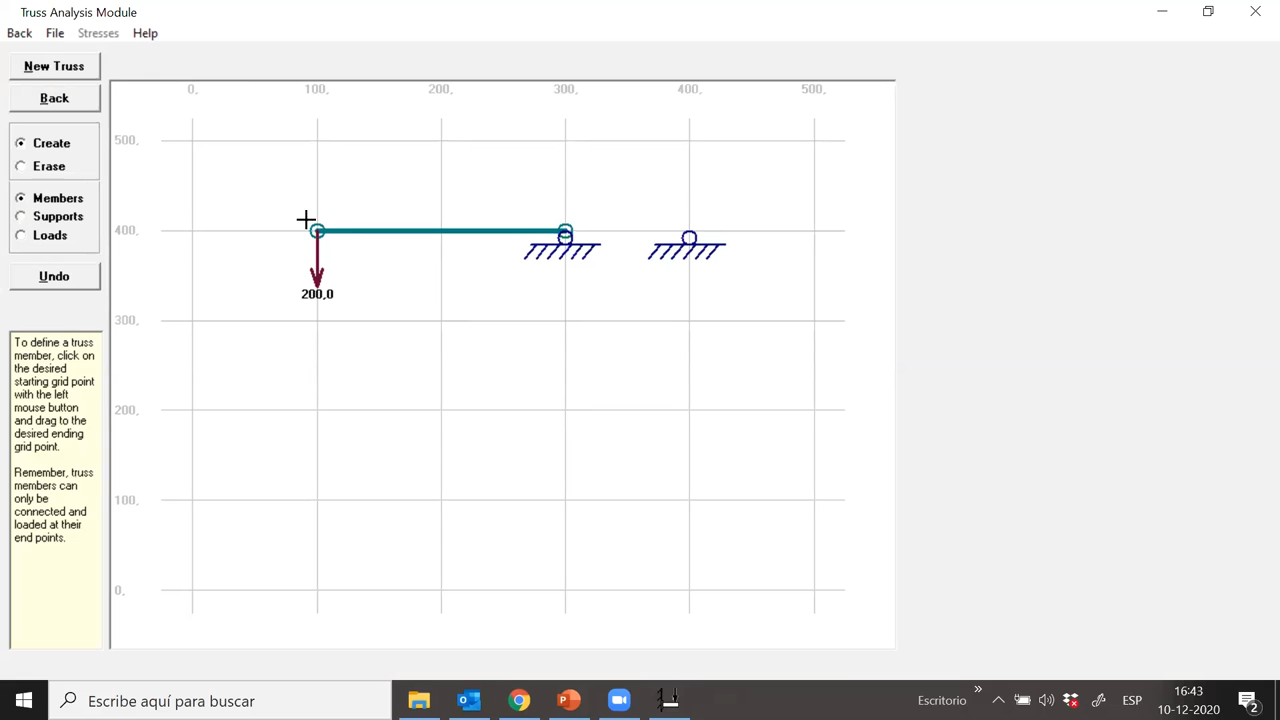 Truss Analysis Module
Back File Stresses Help
New Truss
Back
Create
Erase
Members
Supports
Loads
Undo
To define a truss
member, click on
the desired
starting grid point
with the left
mouse button
and drag to the
desired ending
grid point.
Remember, truss
members can
only be
connected and
loaded at their
end points.
0, 100, 200, 300, 400, 500,
500,
400,
300,
200,
100,
0,
200,0
Escribe aquí para buscar
Escritorio » ESP
16:43
10-12-2020
2